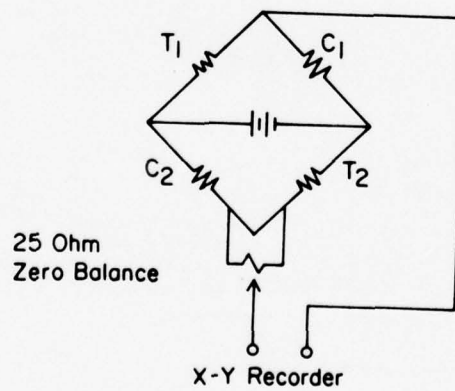 T1
C1
C2
T2
25 Ohm
Zero Balance
X-Y Recorder